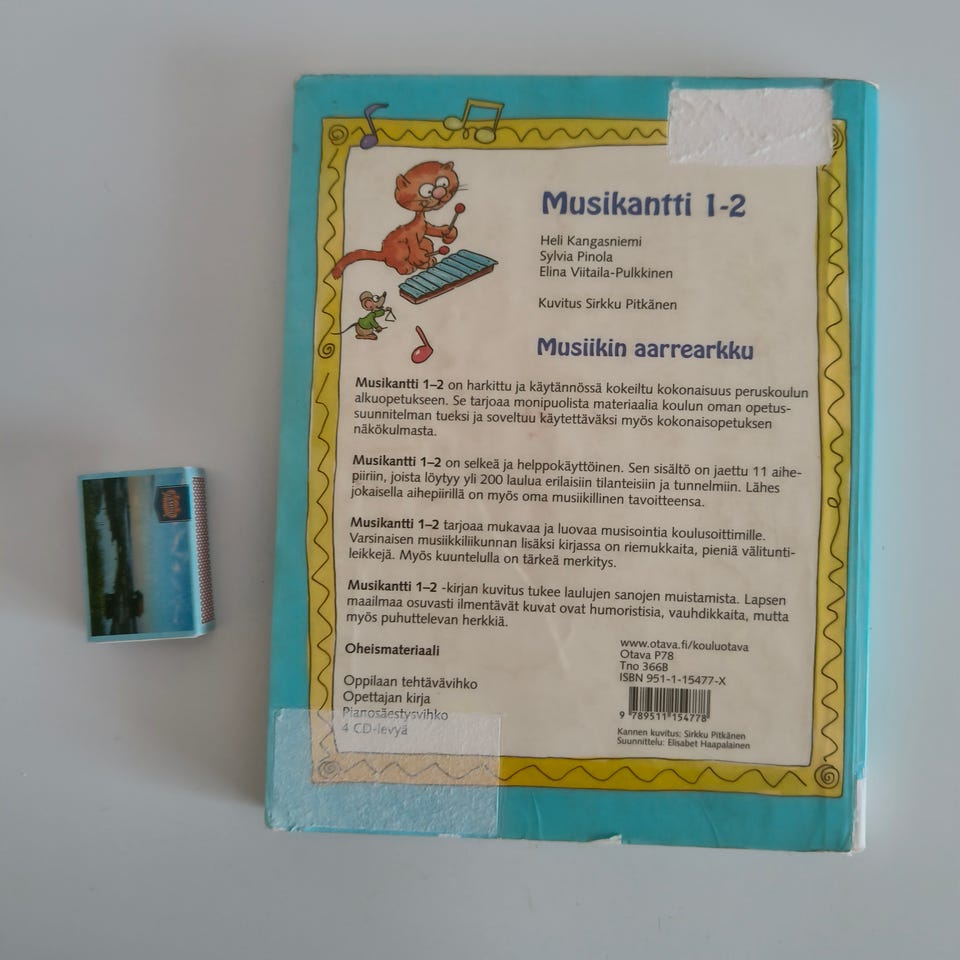 Musikantti 1-2
Heli Kangasniemi
Sylvia Pinola
Elina Viitaila-Pulkkinen
Kuvitus Sirkku Pitkänen
Musiikin aarrearkku
Musikantti 1–2 on harkittu ja käytännössä kokeiltu kokonaisuus peruskoulun
alkuopetukseen. Se tarjoaa monipuolista materiaalia koulun oman opetus-
suunnitelman tueksi ja soveltuu käytettäväksi myös kokonaisopetuksen
näkökulmasta.
Musikantti 1–2 on selkeä ja helppokäyttöinen. Sen sisältö on jaettu 11 aihe-
piiriin, joista löytyy yli 200 laulua erilaisiin tilanteisiin ja tunnelmiin. Lähes
jokaisella aihepiirillä on myös oma musiikillinen tavoitteensa.
Musikantti 1–2 tarjoaa mukavaa ja luovaa musisointia koulusoittimille.
Varsinaisen musiikkiliikunnan lisäksi kirjassa on riemukkaita, pieniä välitunti-
leikkejä. Myös kuuntelulla on tärkeä merkitys.
Musikantti 1–2 -kirjan kuvitus tukee laulujen sanojen muistamista. Lapsen
maailmaa osuvasti ilmentävät kuvat ovat humoristisia, vauhdikkaita, mutta
myös puhuttelevan herkkiä.
Oheismateriaali
Oppilaan tehtävävihko
Opettajan kirja
Pianosäestysvihko
4 CD-levyä
www.otava.fi/kouluotava
Otava P78
Tno 366B
ISBN 951-1-15477-X
9 789511 154778
Kannen kuvitus: Sirkku Pitkänen
Suunnittelu: Elisabet Haapalainen